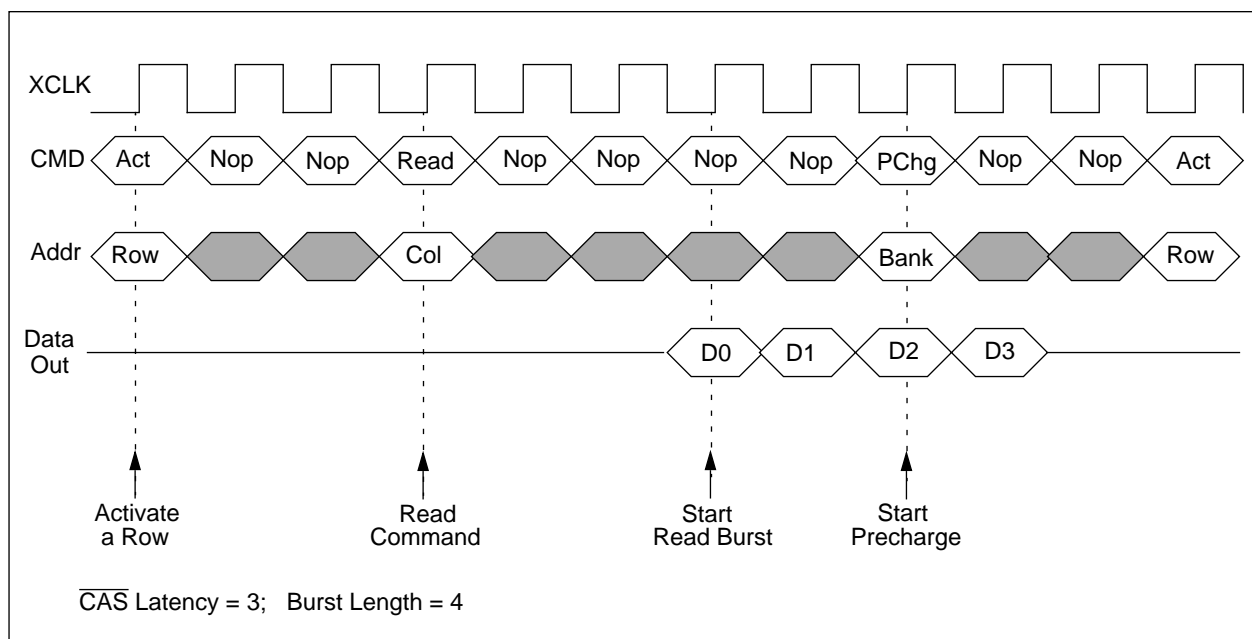 XCLK
CMD Act Nop Nop Read Nop Nop Nop Nop PChg Nop Nop Act
Addr Row Col Bank Row
Data
Out
D0 D1 D2 D3
Activate
a Row
Read
Command
Start
Read Burst
Start
Precharge
C̅A̅S̅ Latency = 3; Burst Length = 4